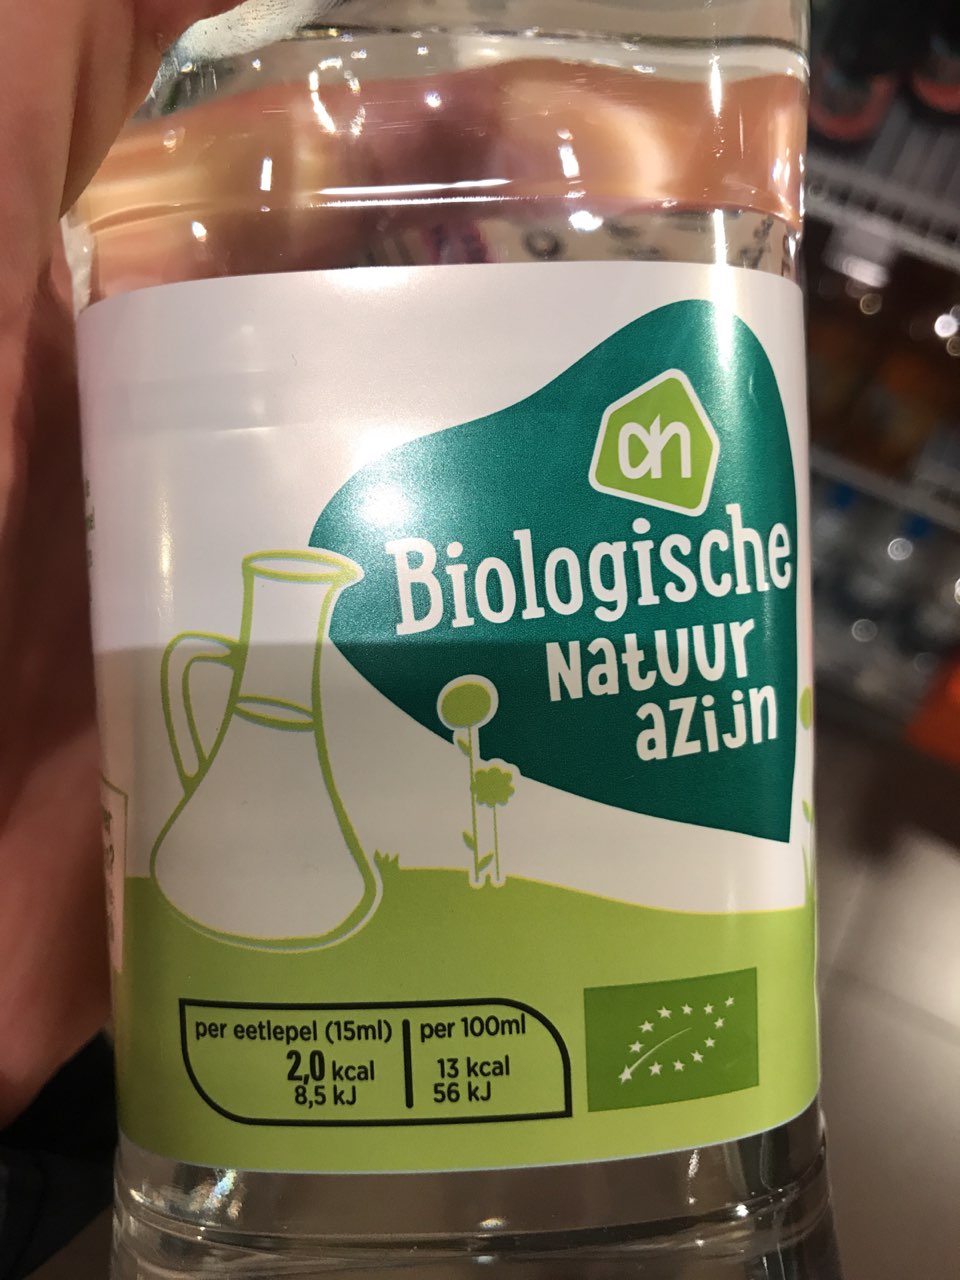 ah
Biologische
Natuur
azijn
per eetlepel (15ml)
2,0 kcal
8,5 kJ
per 100ml
13 kcal
56 kJ